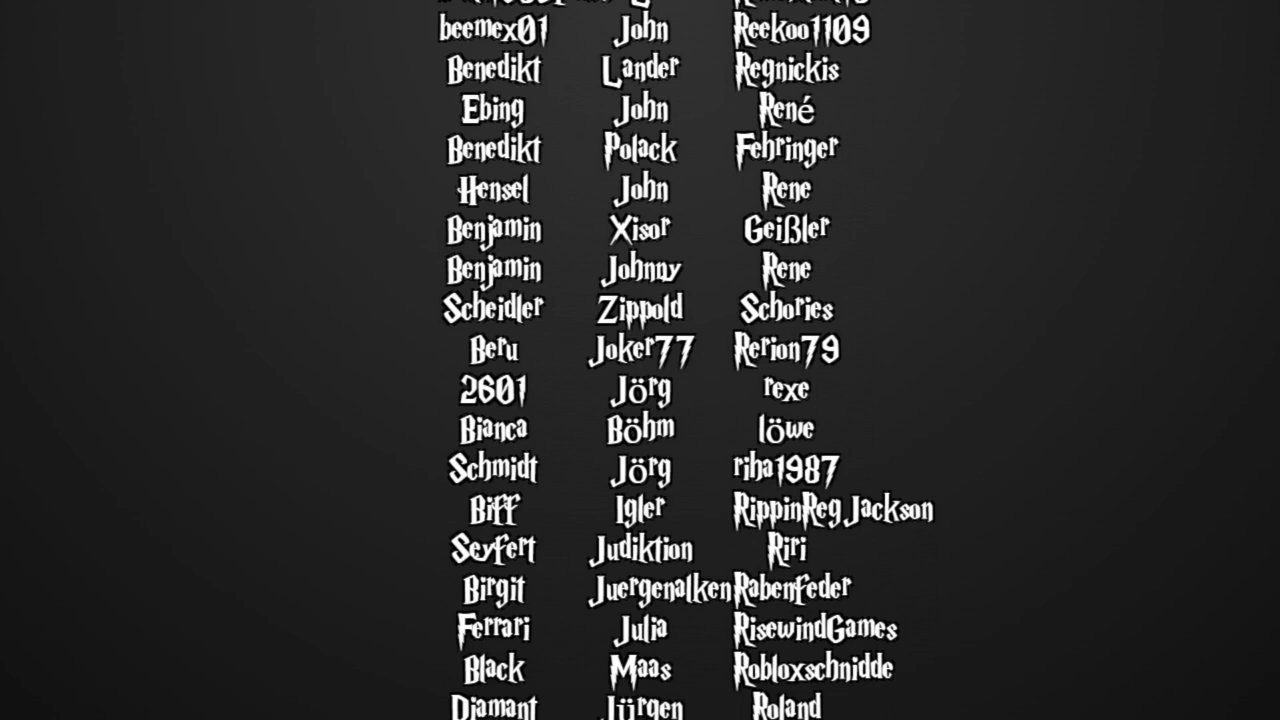 beemex01 John Reekoo1109
Benedikt Lander Regnickis
Ebing John René
Benedikt Polack Fehringer
Hensel John Rene
Benjamin Xisor Geißler
Benjamin Johnny Rene
Scheidler Zippold Schories
Beru Joker77 Rerion79
2601 Jörg rexe
Bianca Böhm löwe
Schmidt Jörg riha1987
Biff Igler RippinRegJackson
Seyfert Judiktion Riri
Birgit Juergenalken Rabenfeder
Ferrari Julia RisewindGames
Black Maas Robloxschnidde
Diamant Jürgen Roland